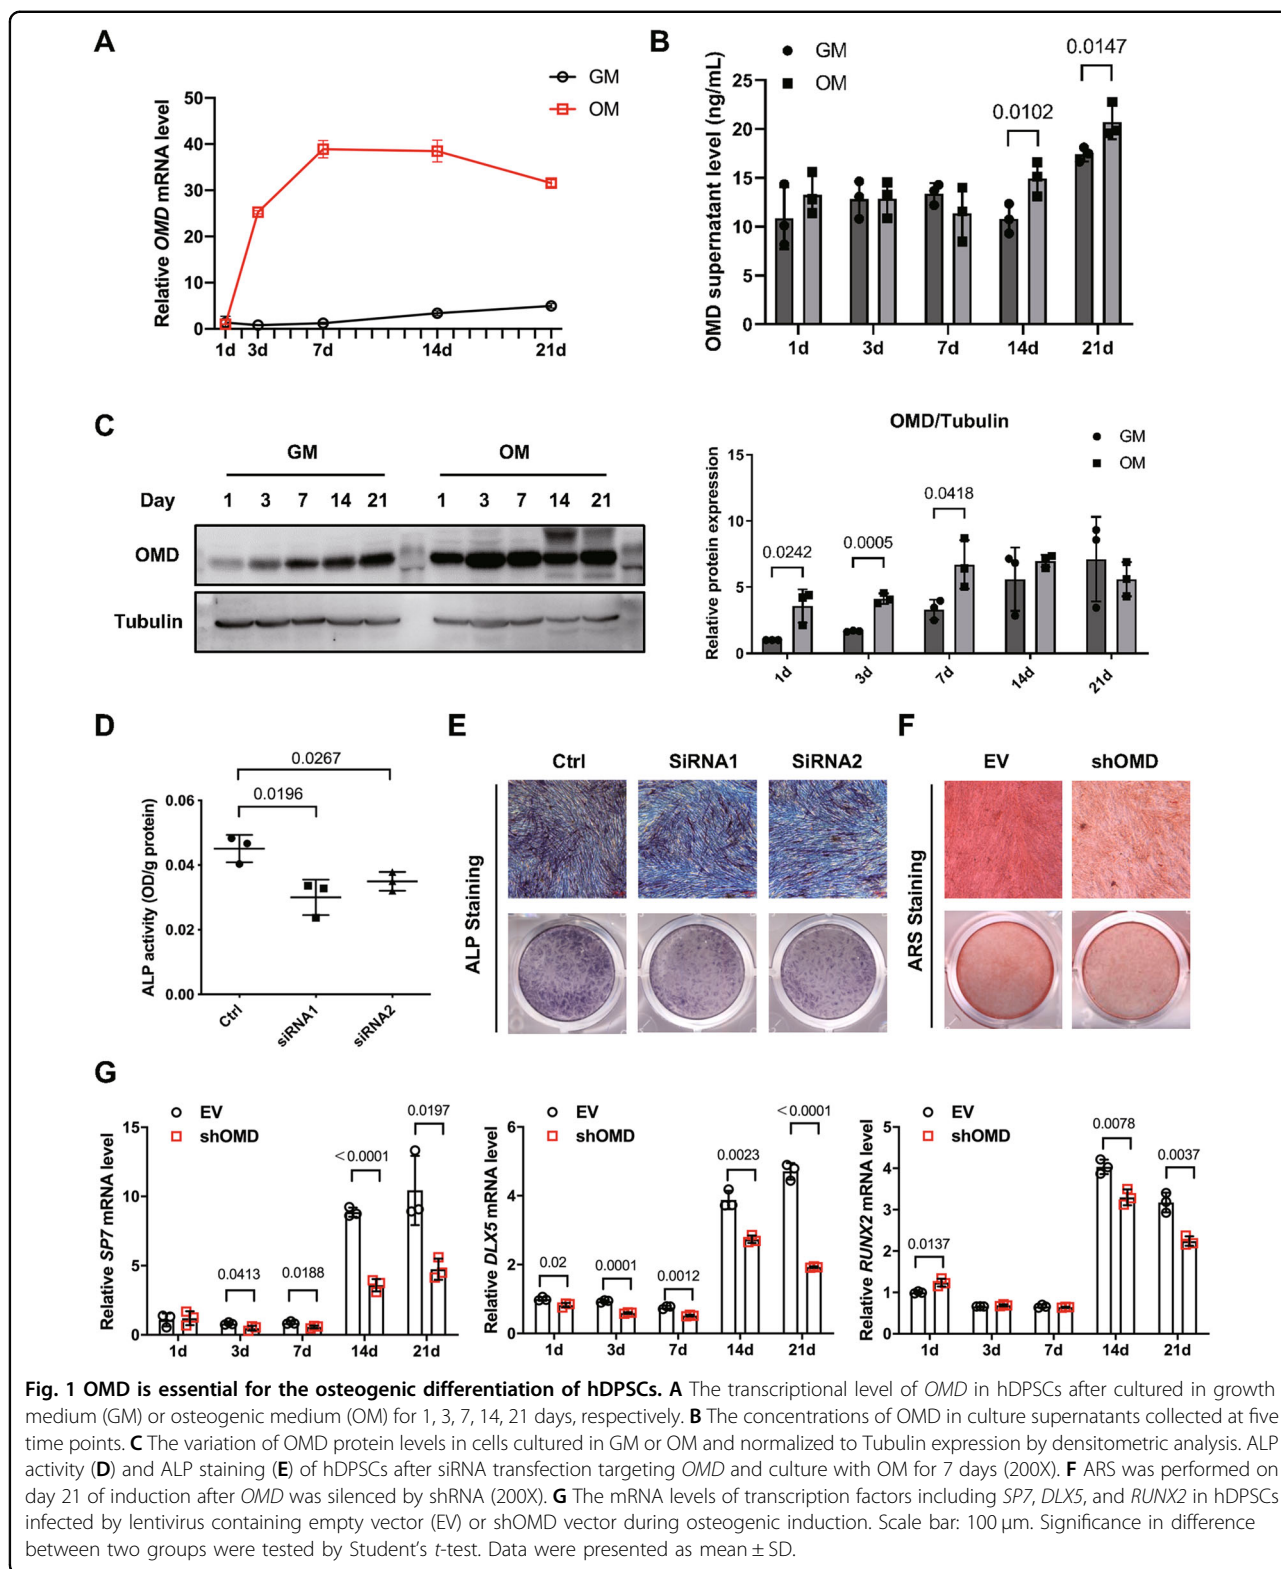 A
GM
OM
Relative OMD mRNA level
50
40
30
20
10
0
1d 3d 7d 14d 21d
B
GM
OM
OMD supernatant level (ng/mL)
25
20
15
10
5
0
0.0102
0.0147
1d 3d 7d 14d 21d
C
GM OM
Day 1 3 7 14 21 1 3 7 14 21
OMD
Tubulin
OMD/Tubulin
GM
OM
Relative protein expression
15
10
5
0
0.0242
0.0005
0.0418
1d 3d 7d 14d 21d
D
0.0267
0.0196
ALP activity (OD/g protein)
0.06
0.04
0.02
0.00
Ctrl siRNA1 siRNA2
E
Ctrl SiRNA1 SiRNA2
ALP Staining
F
EV shOMD
ARS Staining
G
EV
shOMD
Relative SP7 mRNA level
15
10
5
0
0.0413
0.0188
<0.0001
0.0197
1d 3d 7d 14d 21d
EV
shOMD
Relative DLX5 mRNA level
6
4
2
0
0.02
0.0001
0.0012
0.0023
<0.0001
1d 3d 7d 14d 21d
EV
shOMD
Relative RUNX2 mRNA level
5
4
3
2
1
0
0.0137
0.0078
0.0037
1d 3d 7d 14d 21d
Fig. 1 OMD is essential for the osteogenic differentiation of hDPSCs. A The transcriptional level of OMD in hDPSCs after cultured in growth
medium (GM) or osteogenic medium (OM) for 1, 3, 7, 14, 21 days, respectively. B The concentrations of OMD in culture supernatants collected at five
time points. C The variation of OMD protein levels in cells cultured in GM or OM and normalized to Tubulin expression by densitometric analysis. ALP
activity (D) and ALP staining (E) of hDPSCs after siRNA transfection targeting OMD and culture with OM for 7 days (200X). F ARS was performed on
day 21 of induction after OMD was silenced by shRNA (200X). G The mRNA levels of transcription factors including SP7, DLX5, and RUNX2 in hDPSCs
infected by lentivirus containing empty vector (EV) or shOMD vector during osteogenic induction. Scale bar: 100 μm. Significance in difference
between two groups were tested by Student's t-test. Data were presented as mean ± SD.